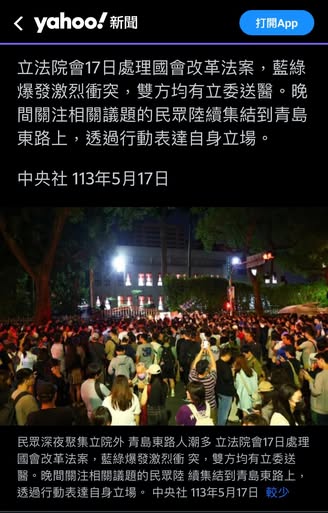 yahoo!新聞
打開App
立法院會17日處理國會改革法案，藍綠
爆發激烈衝突，雙方均有立委送醫。晚
間關注相關議題的民眾陸續集結到青島
東路上，透過行動表達自身立場。
中央社 113年5月17日
民眾深夜聚集立院外 青島東路人潮多 立法院會17日處理
國會改革法案，藍綠爆發激烈衝 突，雙方均有立委送
醫。晚間關注相關議題的民眾陸 續集結到青島東路上，
透過行動表達自身立場。 中央社 113年5月17日 較少